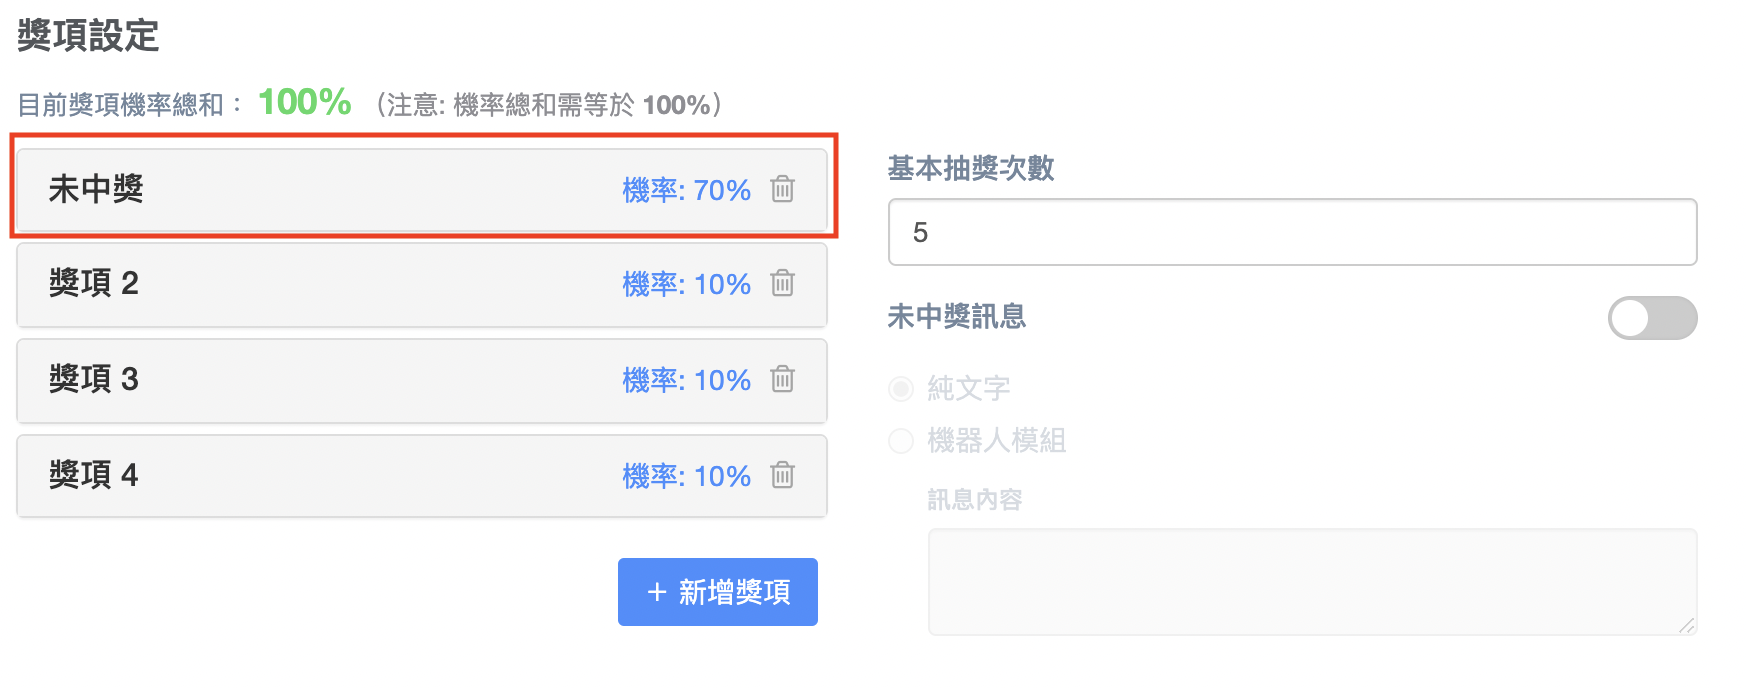 獎項設定
目前獎項機率總和： 100% （注意: 機率總和需等於 100%）
未中獎 機率: 70%
獎項 2 機率: 10%
獎項 3 機率: 10%
獎項 4 機率: 10%
+ 新增獎項
基本抽獎次數
5
未中獎訊息
純文字
機器人模組
訊息內容